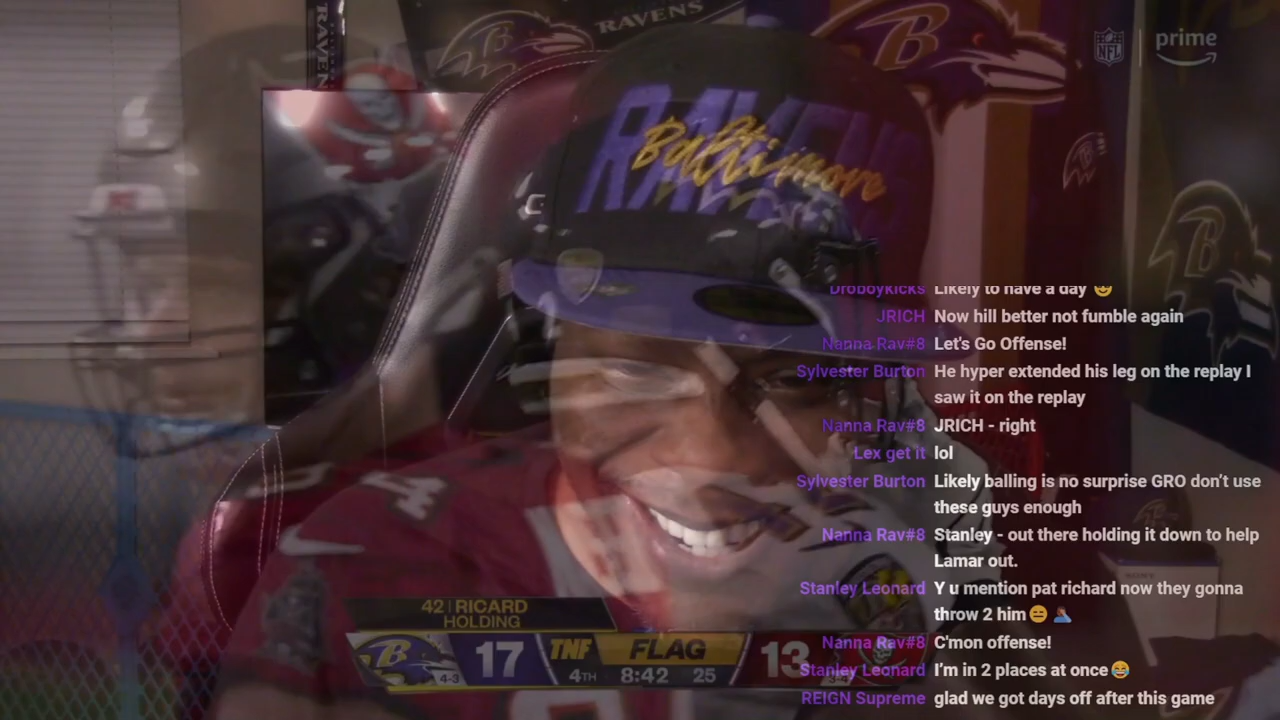 RAVENS
RAVENS
prime
NFL
RAVENS
Baltimore
Droboykicks Likely to have a day 😎
JRICH Now hill better not fumble again
Nanna Rav#8 Let's Go Offense!
Sylvester Burton He hyper extended his leg on the replay I
saw it on the replay
Nanna Rav#8 JRICH - right
Lex get it lol
Sylvester Burton Likely balling is no surprise GRO don't use
these guys enough
Nanna Rav#8 Stanley - out there holding it down to help
Lamar out.
Stanley Leonard Y u mention pat richard now they gonna
throw 2 him 😑 🤦🏽‍♂️
Nanna Rav#8 C'mon offense!
Stanley Leonard I'm in 2 places at once😂
REIGN Supreme glad we got days off after this game
42 | RICARD
HOLDING
B 4-3 17 TNF FLAG 13
4TH 8:42 25